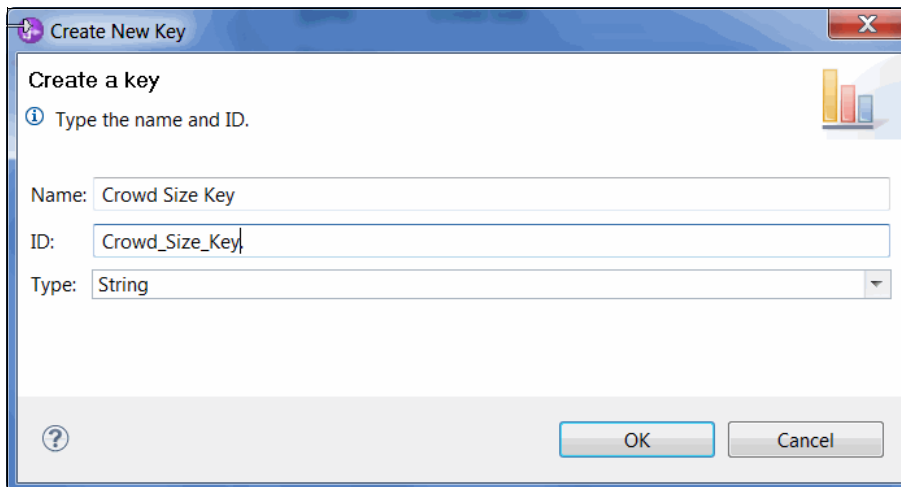 Create New Key
X
Create a key
Type the name and ID.
Name: Crowd Size Key
ID: Crowd_Size_Key
Type: String
?
OK Cancel